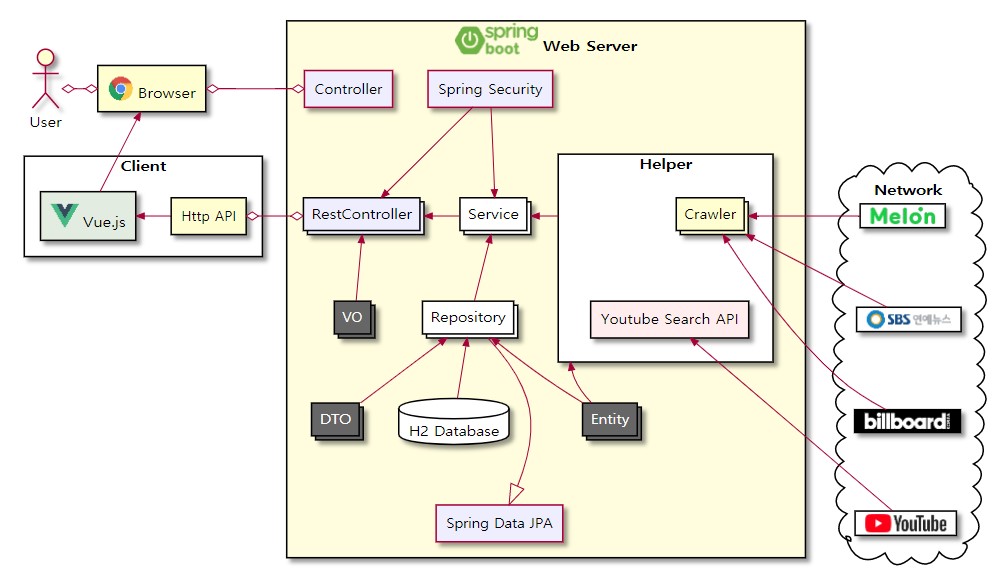 spring
boot
Web Server
User
Browser
Controller
Spring Security
Client
Vue.js
Http API
RestController
Service
Helper
Crawler
Youtube Search API
VO
Repository
DTO
H2 Database
Entity
Spring Data JPA
Network
Melon
SBS 연예뉴스
billboard
YouTube